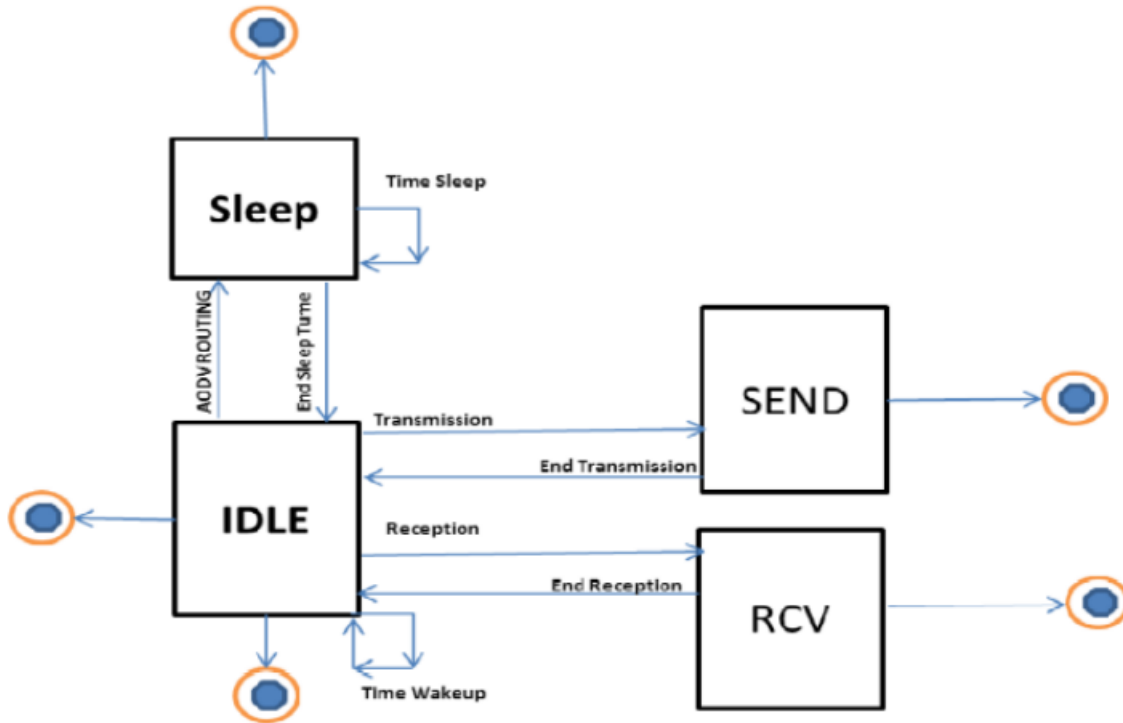 Time Sleep
Sleep
AODV ROUTING
End Sleep Tume
SEND
Transmission
End Transmission
IDLE
Reception
End Reception
RCV
Time Wakeup